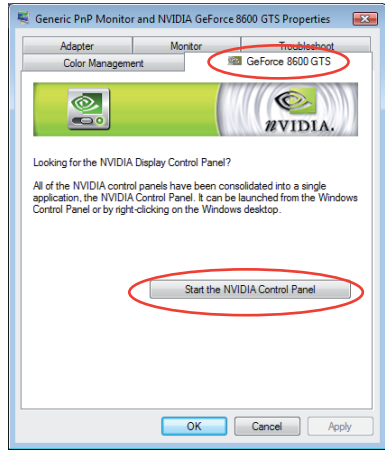 Generic PnP Monitor and NVIDIA GeForce 8600 GTS Properties
Adapter Monitor Troubleshoot
Color Management GeForce 8600 GTS
NVIDIA.
Looking for the NVIDIA Display Control Panel?
All of the NVIDIA control panels have been consolidated into a single
application, the NVIDIA Control Panel. It can be launched from the Windows
Control Panel or by right-clicking on the Windows desktop.
Start the NVIDIA Control Panel
OK Cancel Apply